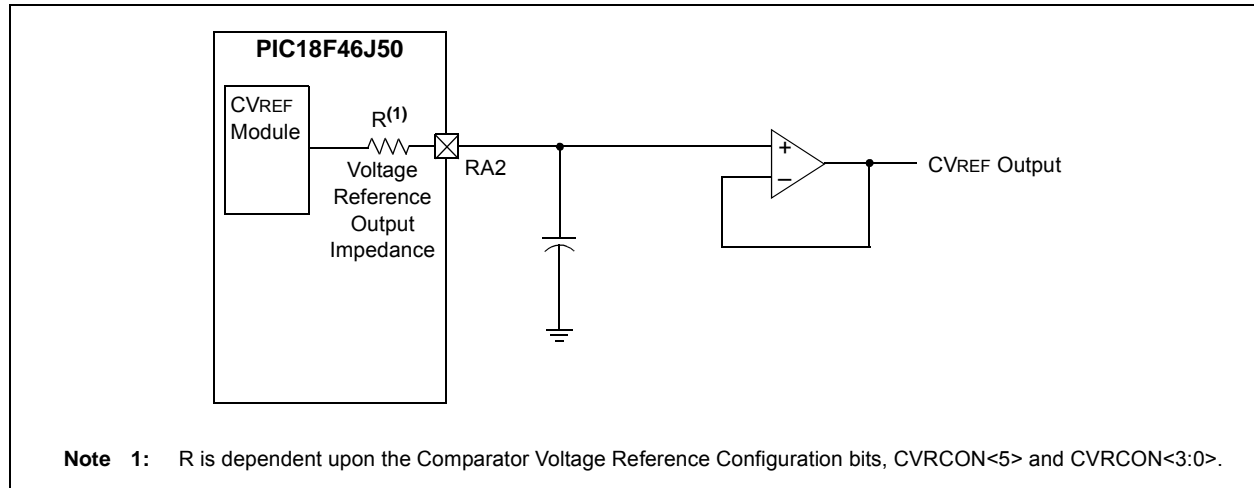 PIC18F46J50
CVREF
Module
R(1)
Voltage
Reference
Output
Impedance
RA2
+
–
CVREF Output
Note 1: R is dependent upon the Comparator Voltage Reference Configuration bits, CVRCON<5> and CVRCON<3:0>.